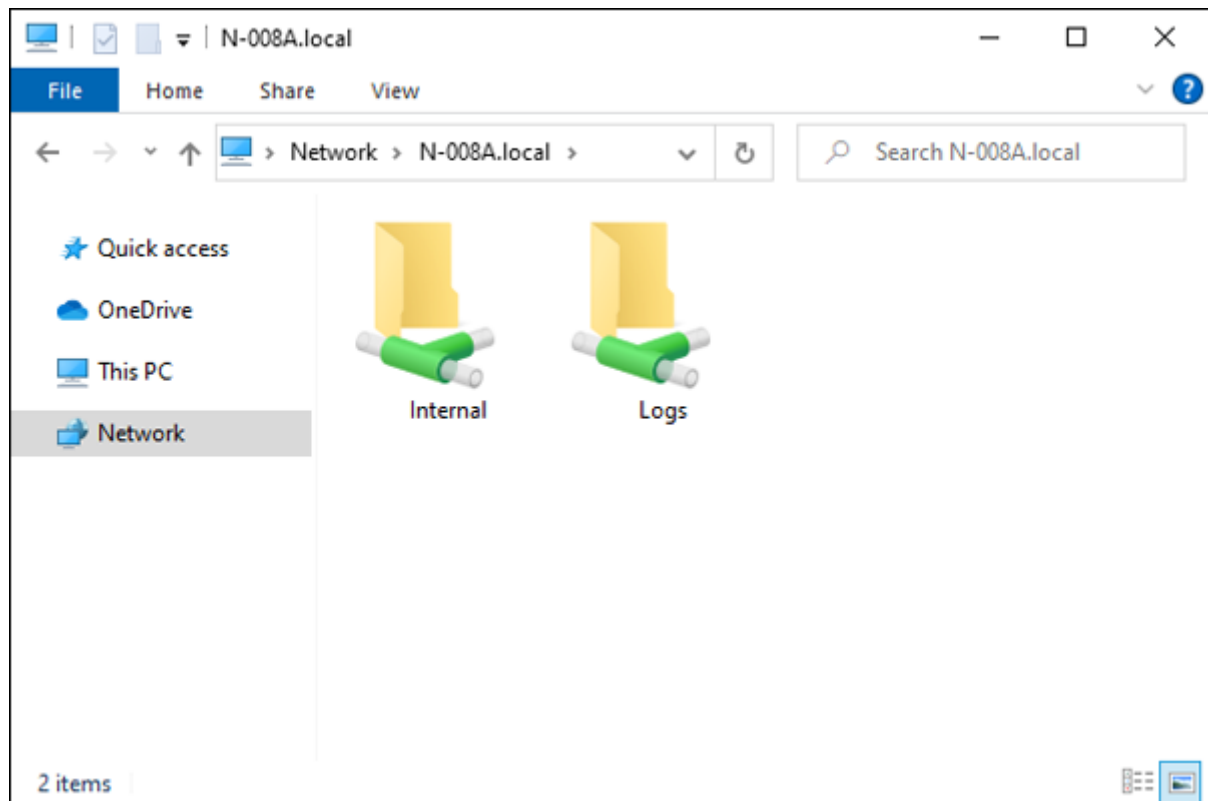 N-008A.local
File Home Share View
Network N-008A.local
Search N-008A.local
Quick access
OneDrive
This PC
Network
Internal Logs
2 items